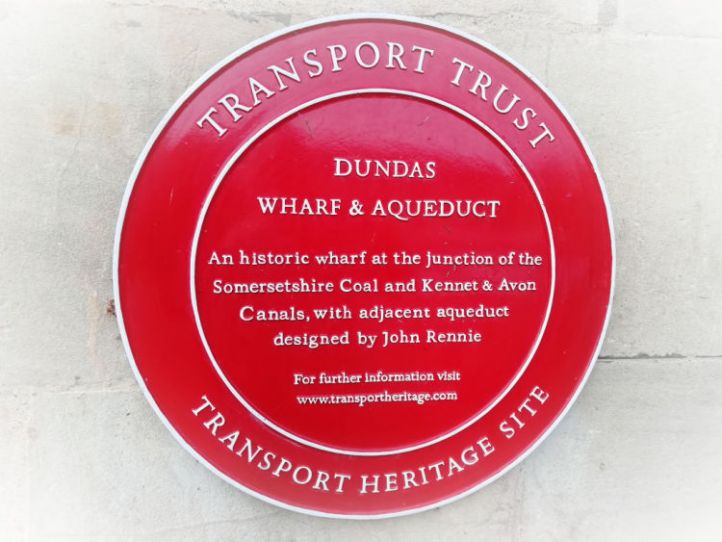 TRANSPORT TRUST
DUNDAS
WHARF & AQUEDUCT
An historic wharf at the junction of the
Somersetshire Coal and Kennet & Avon
Canals, with adjacent aqueduct
designed by John Rennie
For further information visit
www.transportheritage.com
TRANSPORT HERITAGE SITE